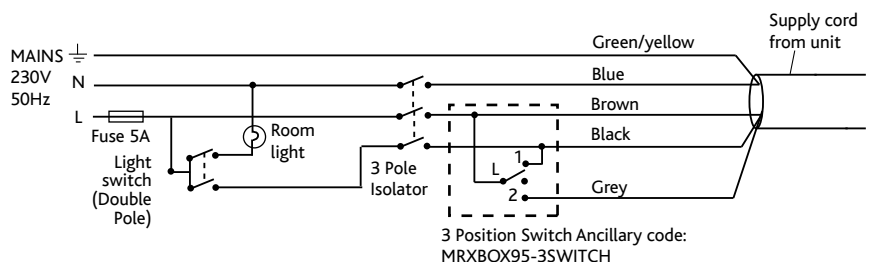 MAINS
230V
50Hz
N
L
Fuse 5A
Light
switch
(Double
Pole)
Room
light
3 Pole
Isolator
Green/yellow
Blue
Brown
Black
Grey
L
1
2
Supply cord
from unit
3 Position Switch Ancillary code:
MRXBOX95-3SWITCH